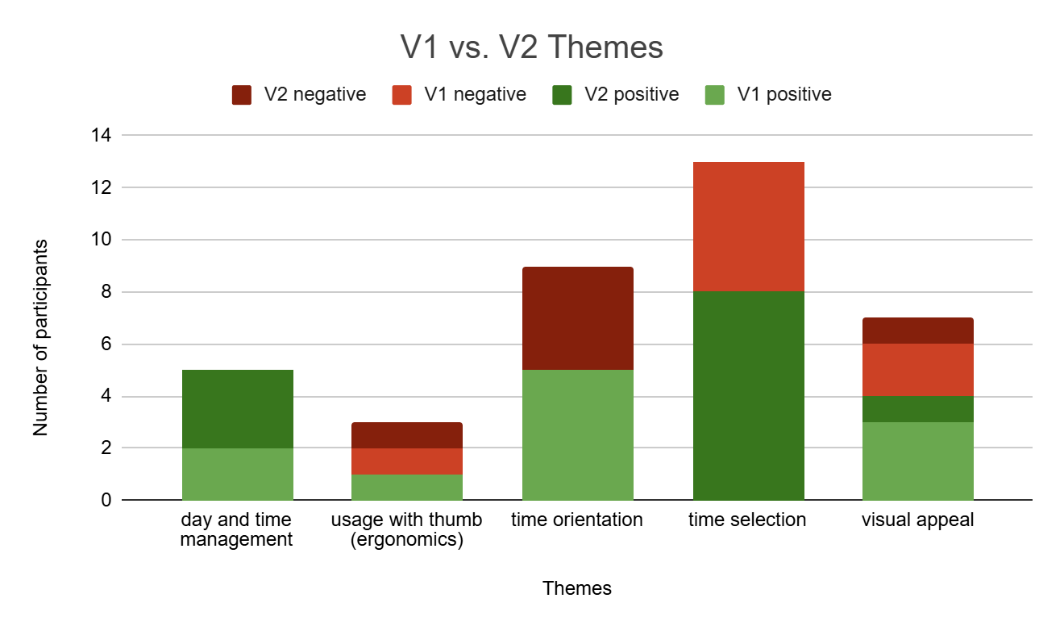 V1 vs. V2 Themes
V2 negative V1 negative V2 positive V1 positive
14
12
10
8
6
4
2
0
Number of participants
day and time
management
usage with thumb
(ergonomics)
time orientation
time selection
visual appeal
Themes